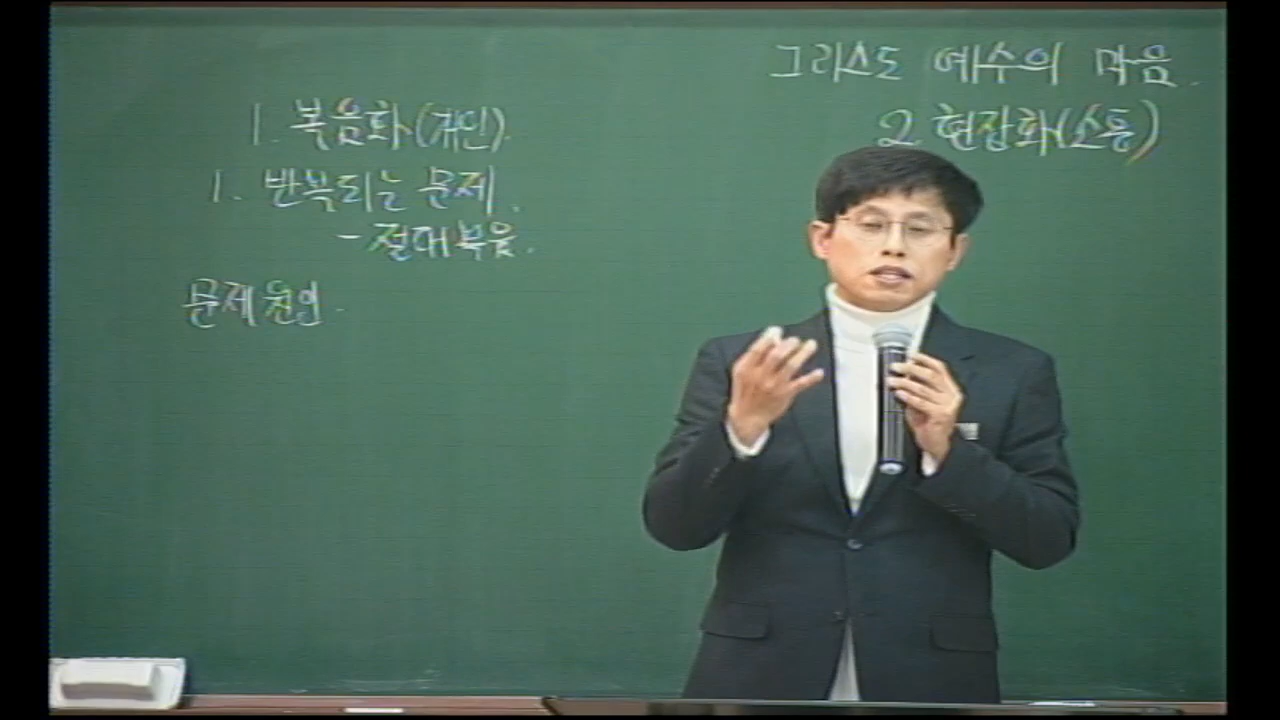 그리스도 예수의 마음.
1. 복음화(개인).
2 현장화(소통)
1. 반복되는 문제.
- 절대복음.
문제 원인.